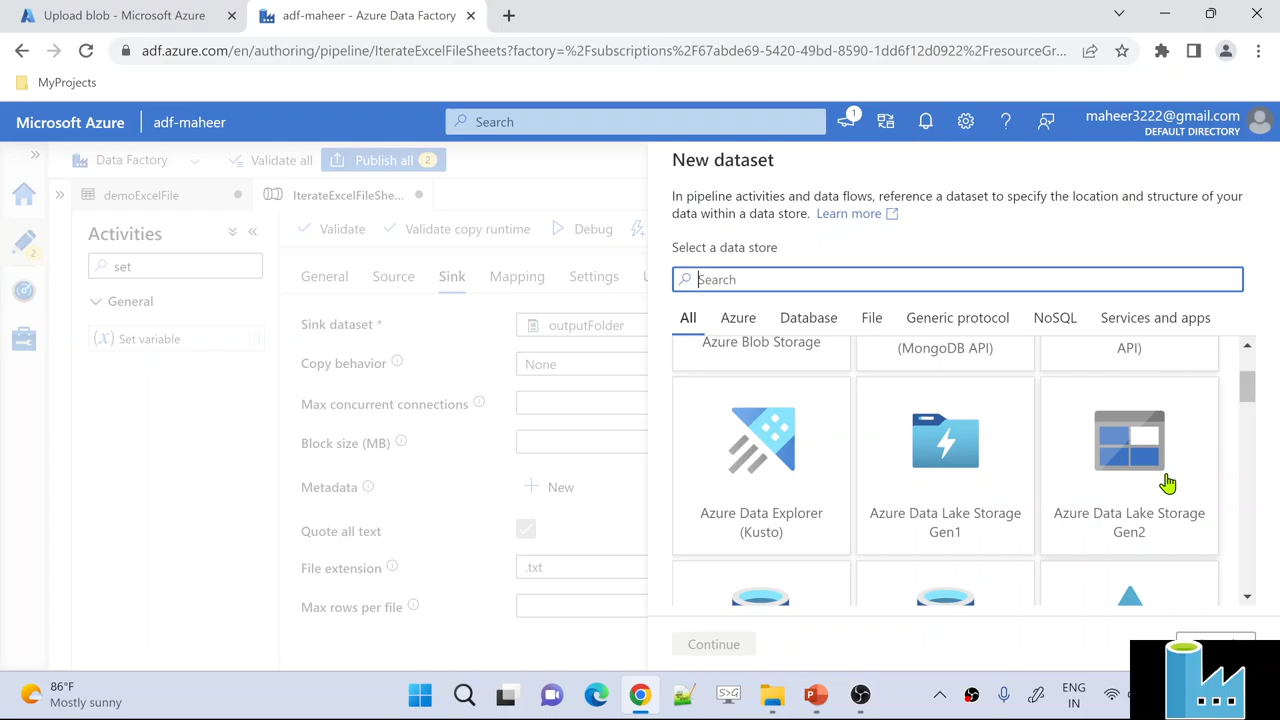 Upload blob - Microsoft Azure
adf-maheer - Azure Data Factory
adf.azure.com/en/authoring/pipeline/IterateExcelFileSheets?factory=%2Fsubscriptions%2F67abde69-5420-49bd-8590-1dd6f12d0922%2FresourceGr...
MyProjects
Microsoft Azure
adf-maheer
Search
1
maheer3222@gmail.com
DEFAULT DIRECTORY
Data Factory
Validate all
Publish all 2
demoExcelFile
IterateExcelFileShe...
2
Activities
set
General
(x) Set variable
Validate
Validate copy runtime
Debug
General
Source
Sink
Mapping
Settings
Sink dataset *
outputFolder
Copy behavior
None
Max concurrent connections
Block size (MB)
Metadata
New
Quote all text
File extension
.txt
Max rows per file
New dataset
In pipeline activities and data flows, reference a dataset to specify the location and structure of your
data within a data store. Learn more
Select a data store
Search
All
Azure
Database
File
Generic protocol
NoSQL
Services and apps
Azure Blob Storage
(MongoDB API)
API)
Azure Data Explorer
(Kusto)
Azure Data Lake Storage
Gen1
Azure Data Lake Storage
Gen2
Continue
86°F
Mostly sunny
S>G
ENG
IN